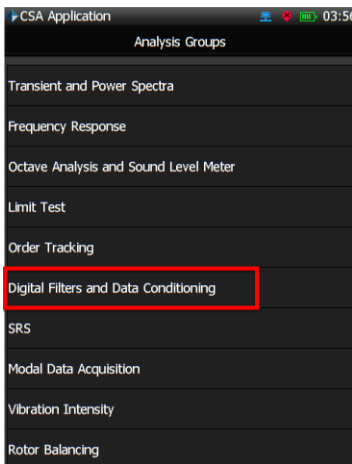 CSA Application 03:56
Analysis Groups
Transient and Power Spectra
Frequency Response
Octave Analysis and Sound Level Meter
Limit Test
Order Tracking
Digital Filters and Data Conditioning
SRS
Modal Data Acquisition
Vibration Intensity
Rotor Balancing